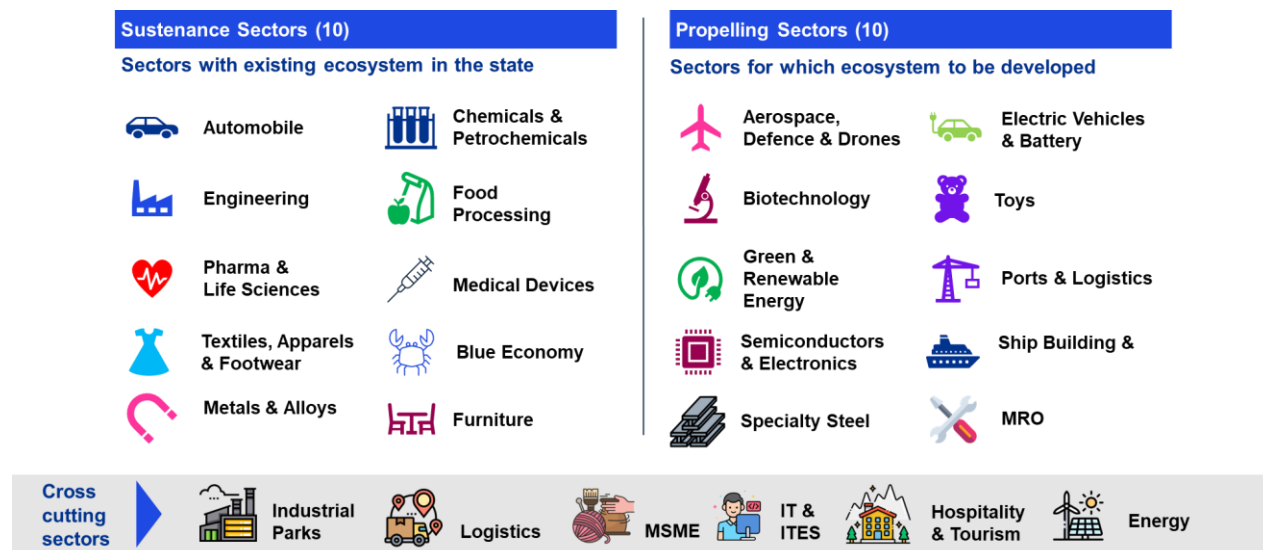 Sustenance Sectors (10)
Sectors with existing ecosystem in the state
Automobile
Chemicals &
Petrochemicals
Engineering
Food
Processing
Pharma &
Life Sciences
Medical Devices
Textiles, Apparels
& Footwear
Blue Economy
Metals & Alloys
Furniture
Propelling Sectors (10)
Sectors for which ecosystem to be developed
Aerospace,
Defence & Drones
Electric Vehicles
& Battery
Biotechnology
Toys
Green &
Renewable
Energy
Ports & Logistics
Semiconductors
& Electronics
Ship Building &
Specialty Steel
MRO
Cross
cutting
sectors
Industrial
Parks
Logistics
MSME
IT &
ITES
Hospitality
& Tourism
Energy